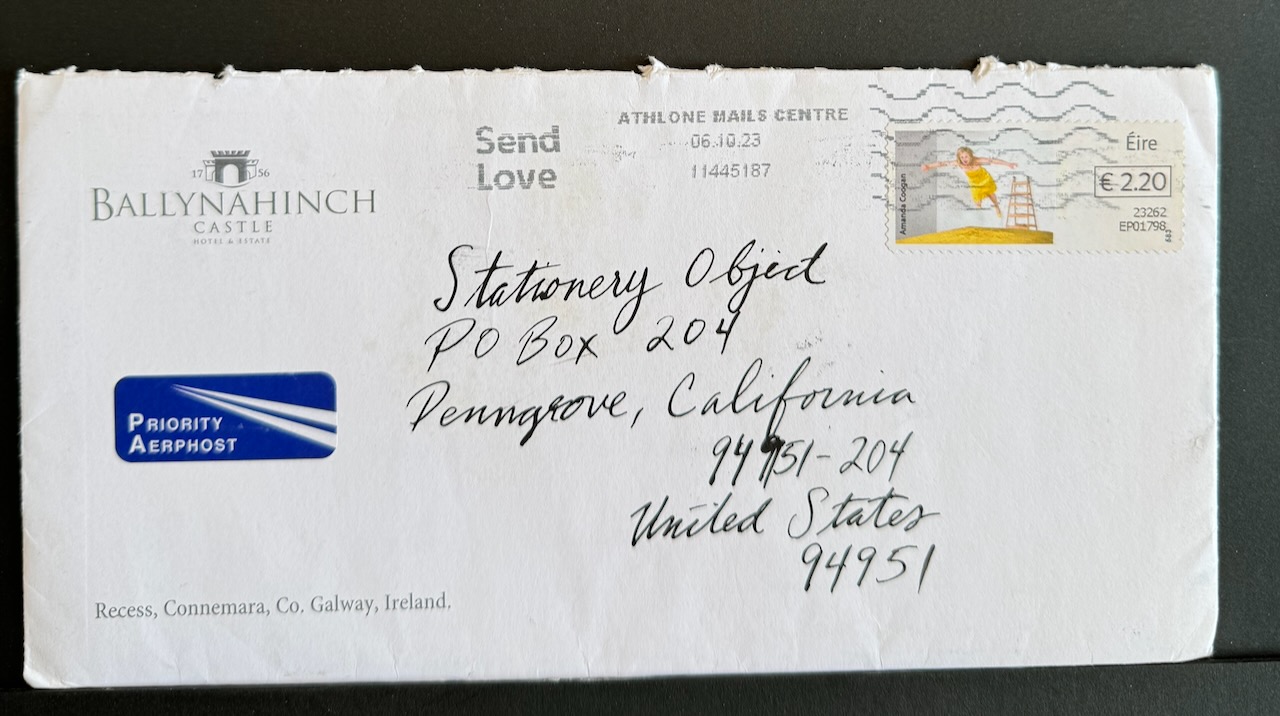 17 56
BALLYNAHINCH
CASTLE
HOTEL & ESTATE
Send
Love
ATHLONE MAILS CENTRE
06.10.23
11445187
Amanda Coogan
Éire
€ 2.20
23262
EP01798
Stationery Object
PO Box 204
Penngrove, California
94951-204
United States
94951
PRIORITY
AERPHOST
Recess, Connemara, Co. Galway, Ireland.